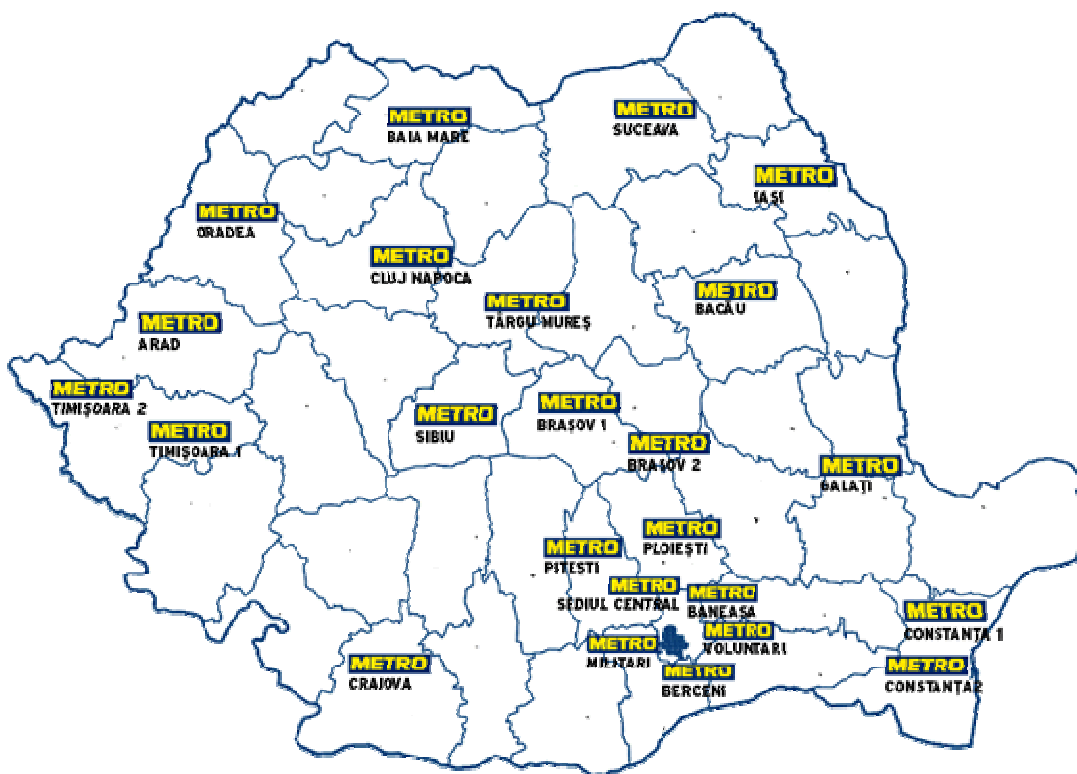 METRO
BAIA MARE
METRO
SUCEAVA
METRO
IAȘI
METRO
ORADEA
METRO
CLUJ NAPOCA
METRO
TÂRGU-MUREȘ
METRO
BACĂU
METRO
ARAD
METRO
TIMIȘOARA 2
METRO
TIMIȘOARA 1
METRO
SIBIU
METRO
BRAȘOV 1
METRO
BRAȘOV 2
METRO
GALAȚI
METRO
PITEȘTI
METRO
PLOIEȘTI
METRO
SEDIUL CENTRAL
METRO
BANEASA
METRO
MILITARI
METRO
VOLUNTARI
METRO
BERCENI
METRO
CONSTANȚA 1
METRO
CONSTANȚA 2
METRO
CRAIOVA